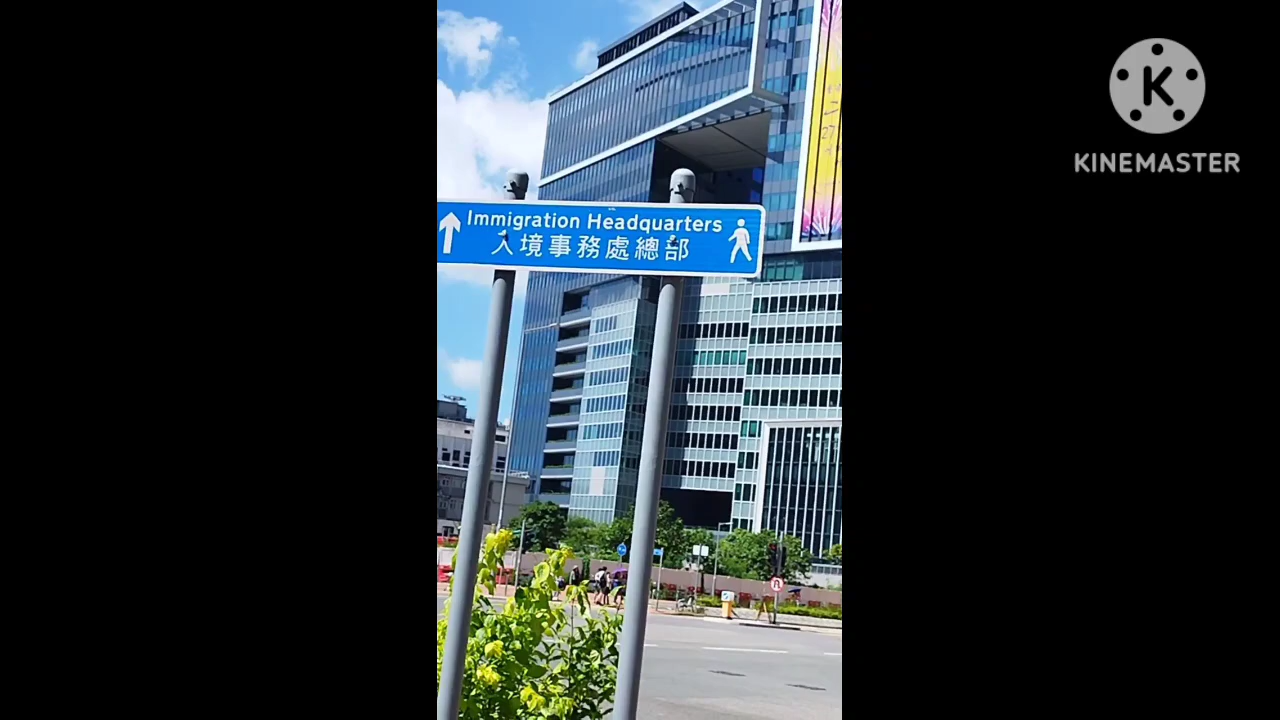 Immigration Headquarters
入境事務處總部
K
KINEMASTER